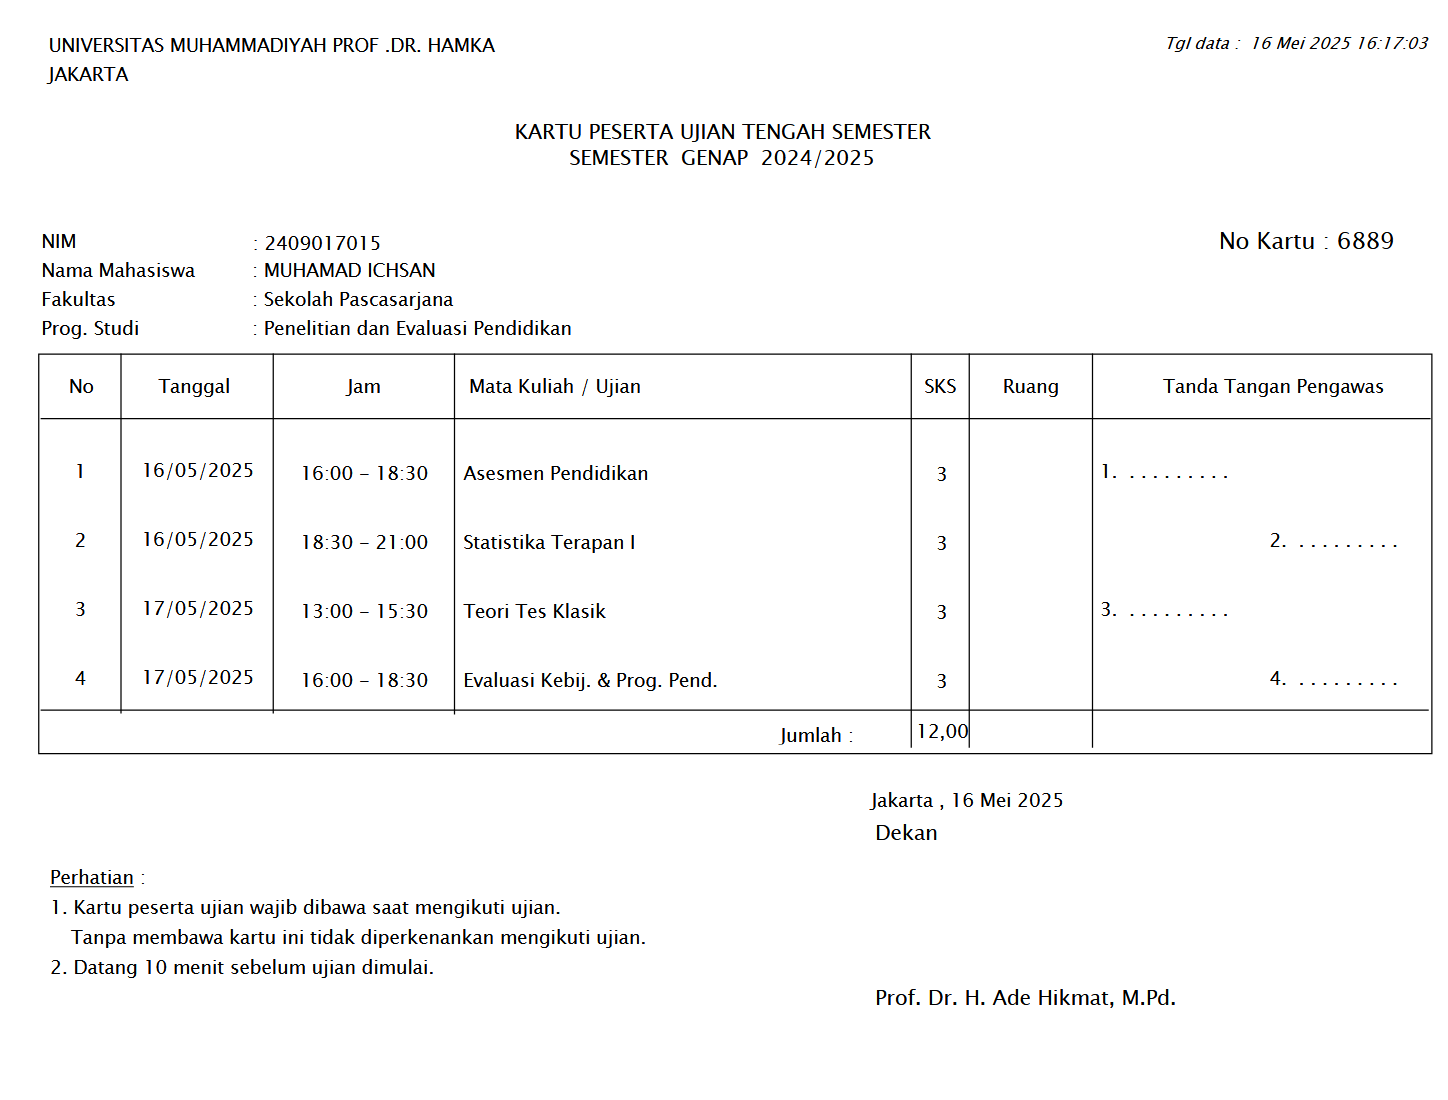 UNIVERSITAS MUHAMMADIYAH PROF .DR. HAMKA
JAKARTA
Tgl data : 16 Mei 2025 16:17:03
KARTU PESERTA UJIAN TENGAH SEMESTER
SEMESTER GENAP 2024/2025
NIM : 2409017015
No Kartu : 6889
Nama Mahasiswa : MUHAMAD ICHSAN
Fakultas : Sekolah Pascasarjana
Prog. Studi : Penelitian dan Evaluasi Pendidikan
No Tanggal Jam Mata Kuliah / Ujian SKS Ruang Tanda Tangan Pengawas
1 16/05/2025 16:00 - 18:30 Asesmen Pendidikan 3 1. . . . . . . . . .
2 16/05/2025 18:30 - 21:00 Statistika Terapan I 3 2. . . . . . . . . .
3 17/05/2025 13:00 - 15:30 Teori Tes Klasik 3 3. . . . . . . . . .
4 17/05/2025 16:00 - 18:30 Evaluasi Kebij. & Prog. Pend. 3 4. . . . . . . . . .
Jumlah : 12,00
Jakarta , 16 Mei 2025
Dekan
Perhatian :
1. Kartu peserta ujian wajib dibawa saat mengikuti ujian.
Tanpa membawa kartu ini tidak diperkenankan mengikuti ujian.
2. Datang 10 menit sebelum ujian dimulai.
Prof. Dr. H. Ade Hikmat, M.Pd.